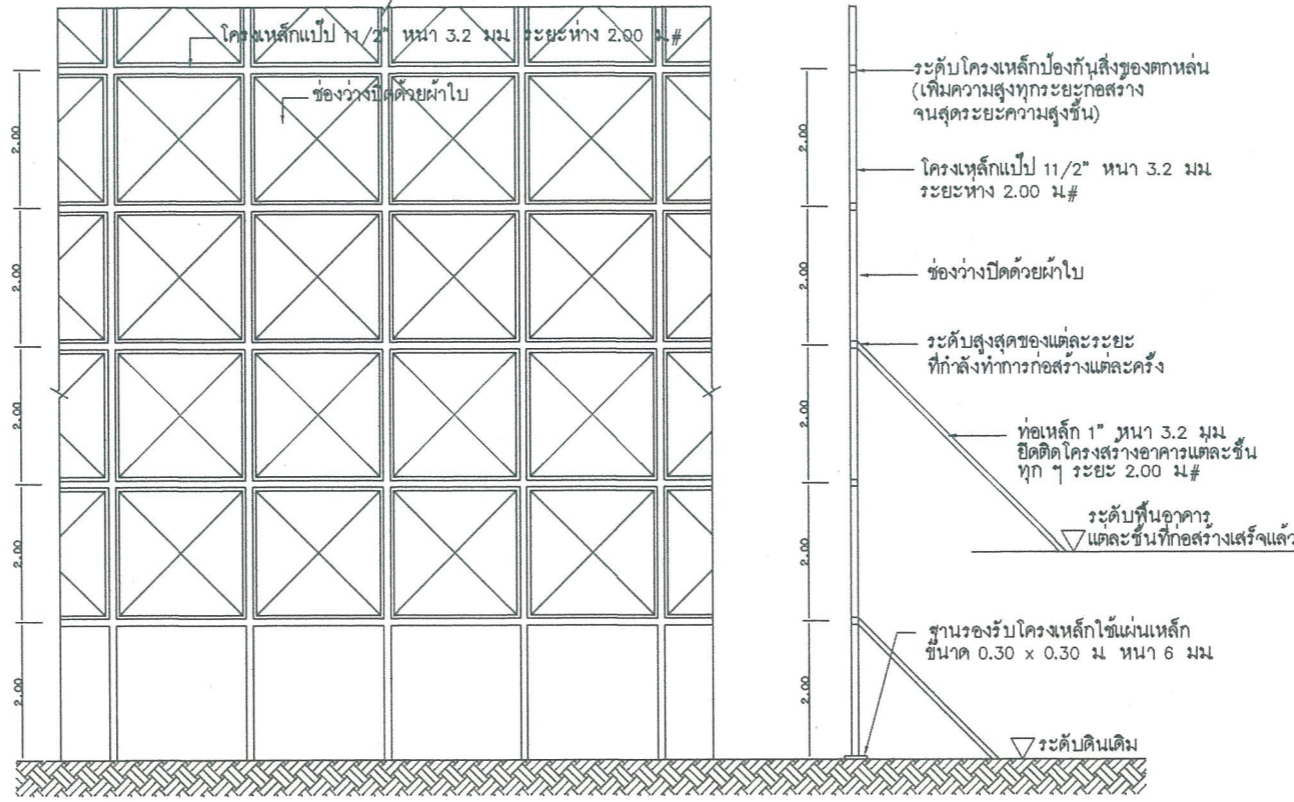 โครงเหล็กแป๊ป 11/2" หนา 3.2 มม. ระยะห่าง 2.00 ม.#
ช่องว่างปิดด้วยผ้าใบ
2.00
2.00
2.00
2.00
2.00
2.00
2.00
2.00
2.00
2.00
ระดับโครงเหล็กป้องกันสิ่งของตกหล่น
(เพิ่มความสูงทุกระยะกอสร้าง
จนสุดระยะความสูงชั้น)
โครงเหล็กแป๊ป 11/2" หนา 3.2 มม.
ระยะห่าง 2.00 ม.#
ช่องว่างปิดด้วยผ้าใบ
ระดับสูงสุดของแต่ละระยะ
ที่กำลังทำการก่อสร้างแต่ละครั้ง
ท่อเหล็ก 1" หนา 3.2 มม.
ยึดติดโครงสร้างอาคารแต่ละชั้น
ทุก ๆ ระยะ 2.00 ม.#
ระดับพื้นอาคาร
แต่ละชั้นที่ก่อสร้างเสร็จแล้ว
ฐานรองรับโครงเหล็กใช้แผ่นเหล็ก
ขนาด 0.30 x 0.30 ม. หนา 6 มม.
ระดับดินเดิม